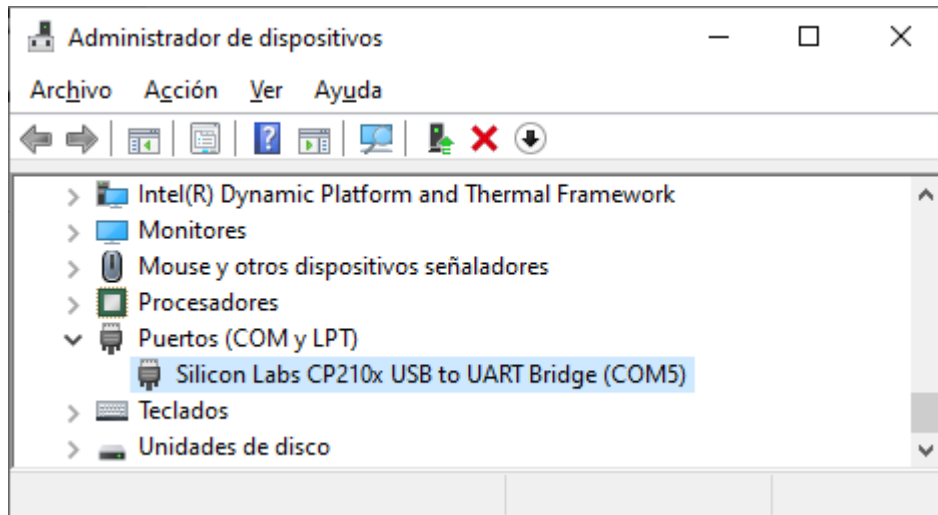 Administrador de dispositivos
Archivo Acción Ver Ayuda
Intel(R) Dynamic Platform and Thermal Framework
Monitores
Mouse y otros dispositivos señaladores
Procesadores
Puertos (COM y LPT)
Silicon Labs CP210x USB to UART Bridge (COM5)
Teclados
Unidades de disco